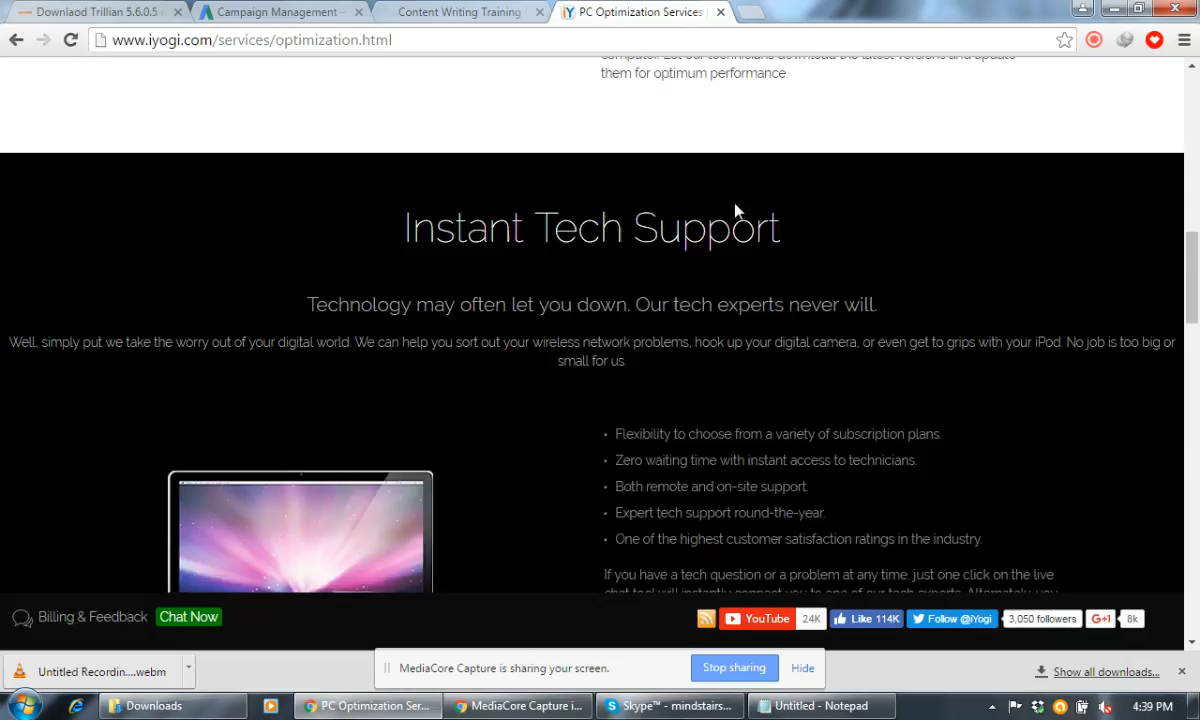 Downlaod Trillian 5.6.0.5
Campaign Management -
Content Writing Training
PC Optimization Services
www.iyogi.com/services/optimization.html
them for optimum performance.
Instant Tech Support
Technology may often let you down. Our tech experts never will.
Well, simply put we take the worry out of your digital world. We can help you sort out your wireless network problems, hook up your digital camera, or even get to grips with your iPod. No job is too big or
small for us.
• Flexibility to choose from a variety of subscription plans.
• Zero waiting time with instant access to technicians.
• Both remote and on-site support.
• Expert tech support round-the-year.
• One of the highest customer satisfaction ratings in the industry.
If you have a tech question or a problem at any time, just one click on the live
Billing & Feedback Chat Now
YouTube 24K Like 114K Follow @iYogi 3,050 followers G+1 8k
Untitled Recordin....webm
MediaCore Capture is sharing your screen. Stop sharing Hide
Show all downloads...
Downloads
PC Optimization Ser...
MediaCore Capture i...
Skype™ - mindstairs...
Untitled - Notepad
4:39 PM